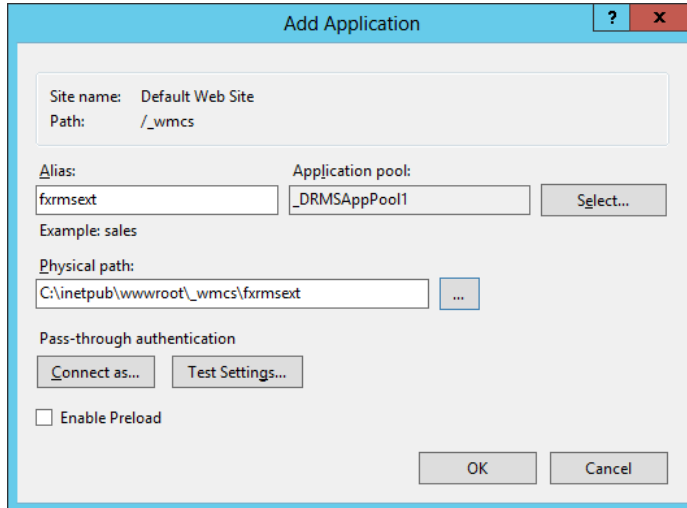 Add Application
?
x
Site name: Default Web Site
Path: /_wmcs
Alias: Application pool:
fxrmsext _DRMSAppPool1 Select...
Example: sales
Physical path:
C:\inetpub\wwwroot\_wmcs\fxrmsext ...
Pass-through authentication
Connect as... Test Settings...
Enable Preload
OK Cancel